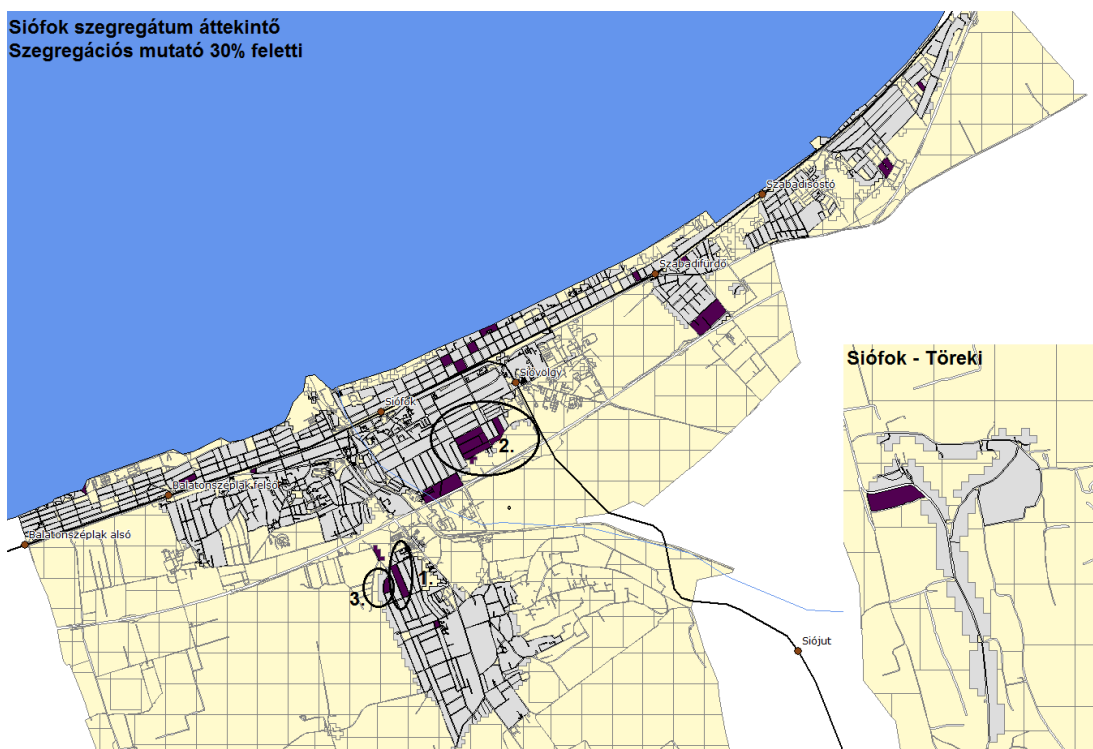 Siófok szegregátum áttekintő
Szegregációs mutató 30% feletti
Szabadisóstó
Szabadifürdő
Siófok - Töreki
Sióvölgy
Siófok
2.
Balatonszéplak felső
Balatonszéplak alsó
1.
3.
Siójut